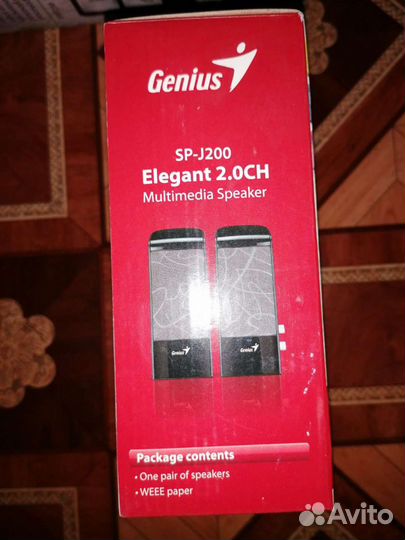 Genius
SP-J200
Elegant 2.0CH
Multimedia Speaker
Genius
Genius
Package contents
• One pair of speakers
• WEEE paper
Avito